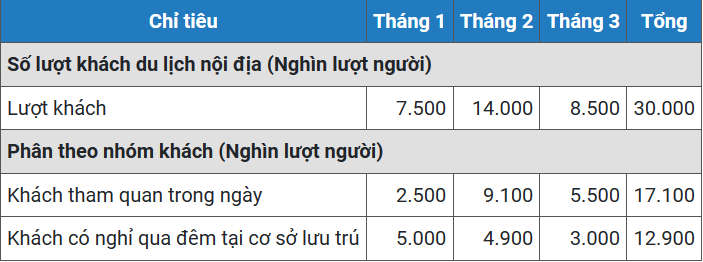 Chỉ tiêu Tháng 1 Tháng 2 Tháng 3 Tổng
Số lượt khách du lịch nội địa (Nghìn lượt người)
Lượt khách 7.500 14.000 8.500 30.000
Phân theo nhóm khách (Nghìn lượt người)
Khách tham quan trong ngày 2.500 9.100 5.500 17.100
Khách có nghỉ qua đêm tại cơ sở lưu trú 5.000 4.900 3.000 12.900